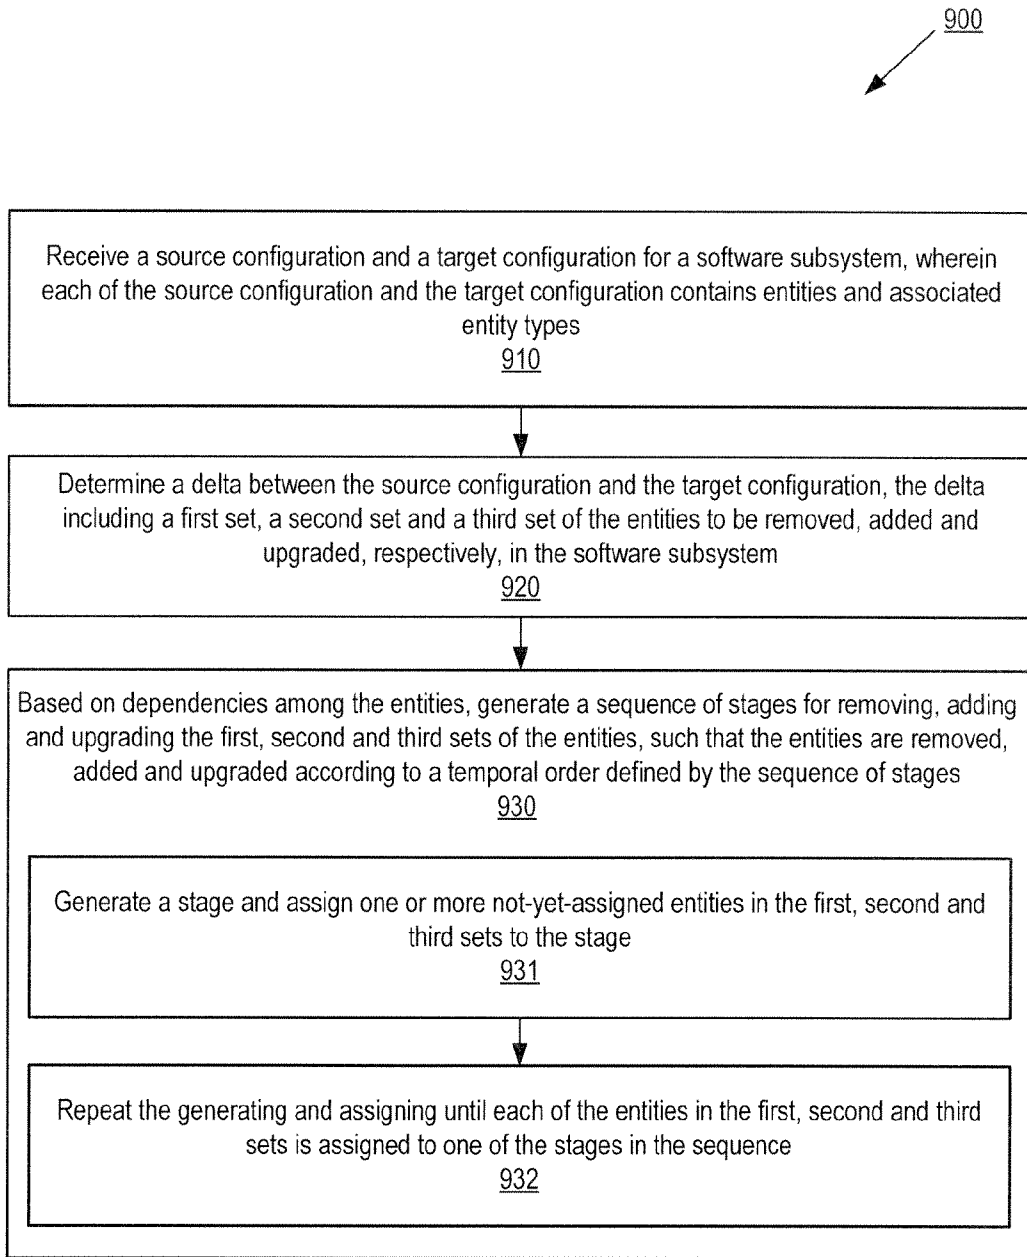 900
Receive a source configuration and a target configuration for a software subsystem, wherein
each of the source configuration and the target configuration contains entities and associated
entity types
910
Determine a delta between the source configuration and the target configuration, the delta
including a first set, a second set and a third set of the entities to be removed, added and
upgraded, respectively, in the software subsystem
920
Based on dependencies among the entities, generate a sequence of stages for removing, adding
and upgrading the first, second and third sets of the entities, such that the entities are removed,
added and upgraded according to a temporal order defined by the sequence of stages
930
Generate a stage and assign one or more not-yet-assigned entities in the first, second and
third sets to the stage
931
Repeat the generating and assigning until each of the entities in the first, second and third
sets is assigned to one of the stages in the sequence
932